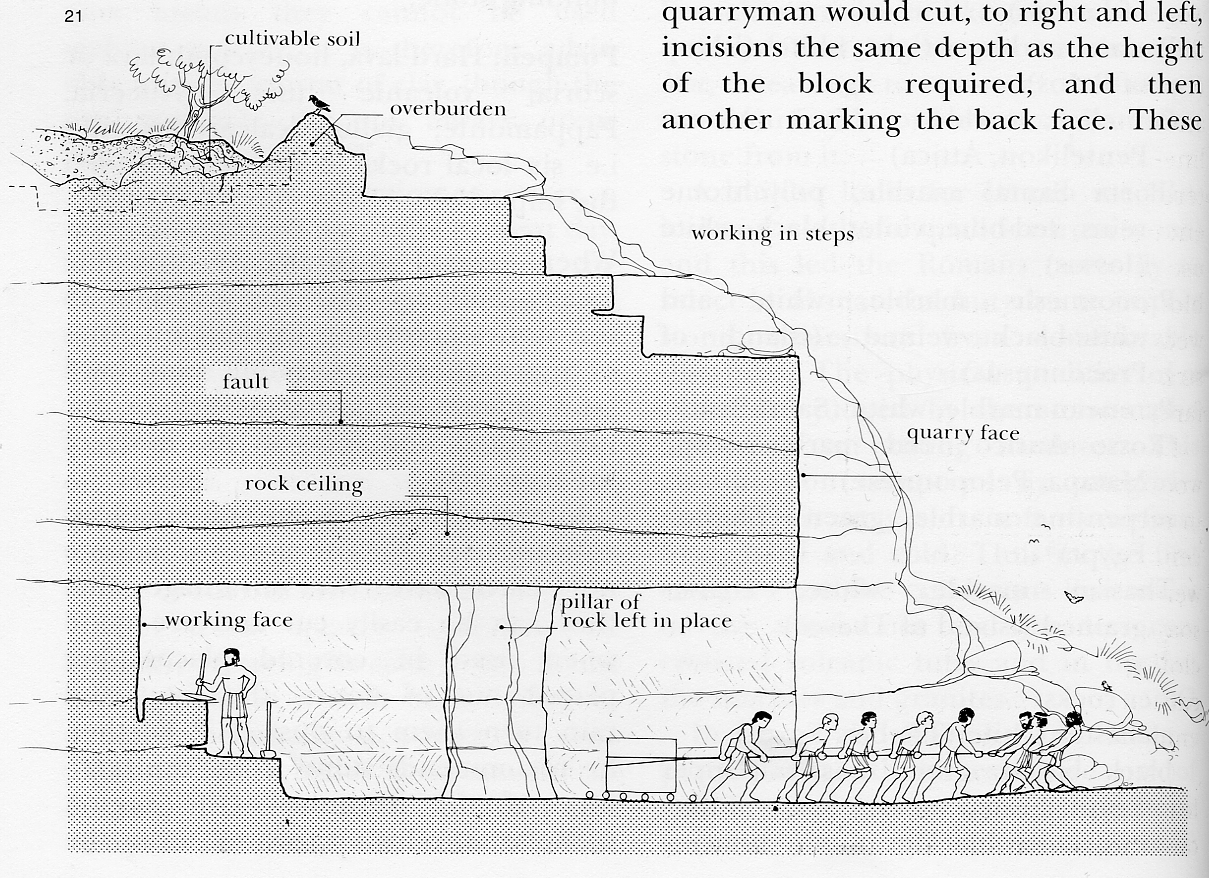 21
quarryman would cut, to right and left,
incisions the same depth as the height
of the block required, and then
another marking the back face. These
cultivable soil
overburden
working in steps
fault
quarry face
rock ceiling
pillar of
rock left in place
working face